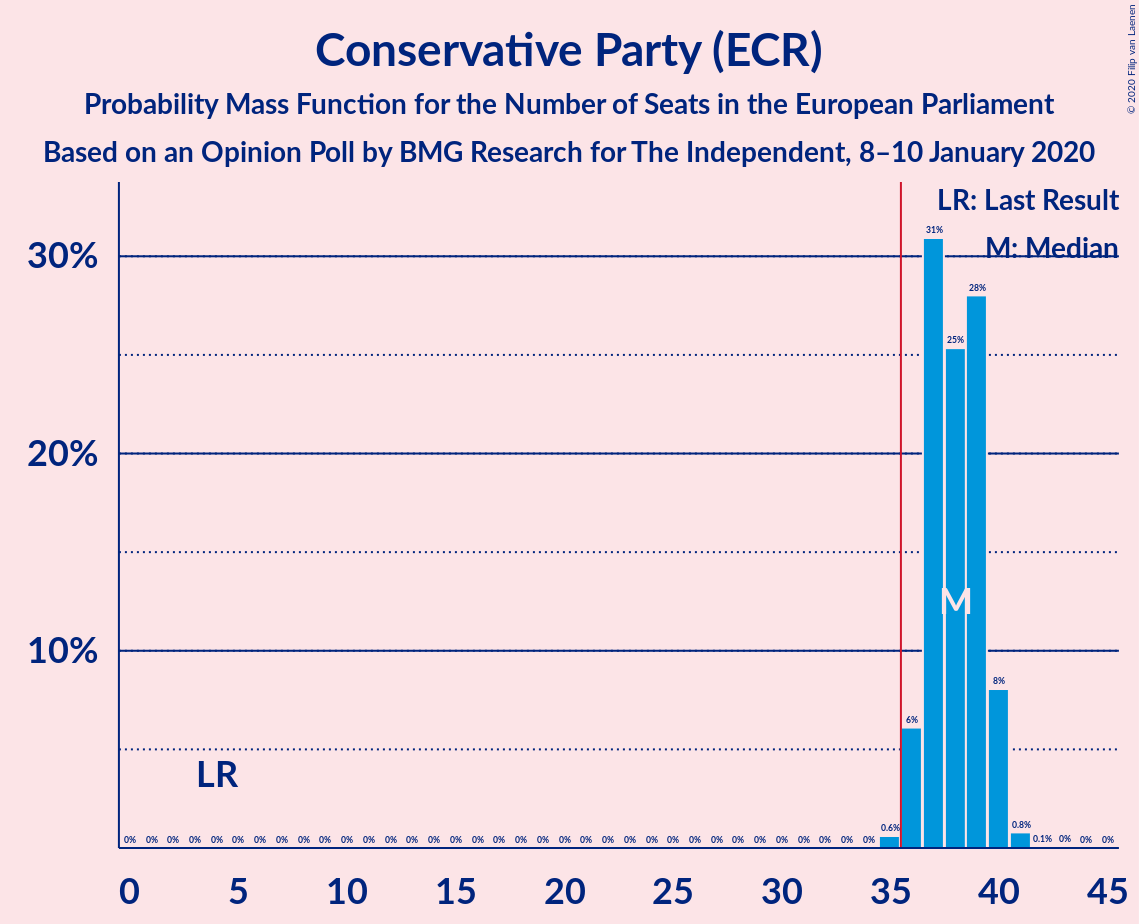 Conservative Party (ECR)
Probability Mass Function for the Number of Seats in the European Parliament
Based on an Opinion Poll by BMG Research for The Independent, 8–10 January 2020
© 2020 Filip van Laenen
LR: Last Result
M: Median
30%
20%
10%
31%
28%
25%
M
8%
6%
LR
0% 0% 0% 0% 0% 0% 0% 0% 0% 0% 0% 0% 0% 0% 0% 0% 0% 0% 0% 0% 0% 0% 0% 0% 0% 0% 0% 0% 0% 0% 0% 0% 0% 0% 0% 0.6% 0.8% 0.1% 0% 0% 0%
0 5 10 15 20 25 30 35 40 45